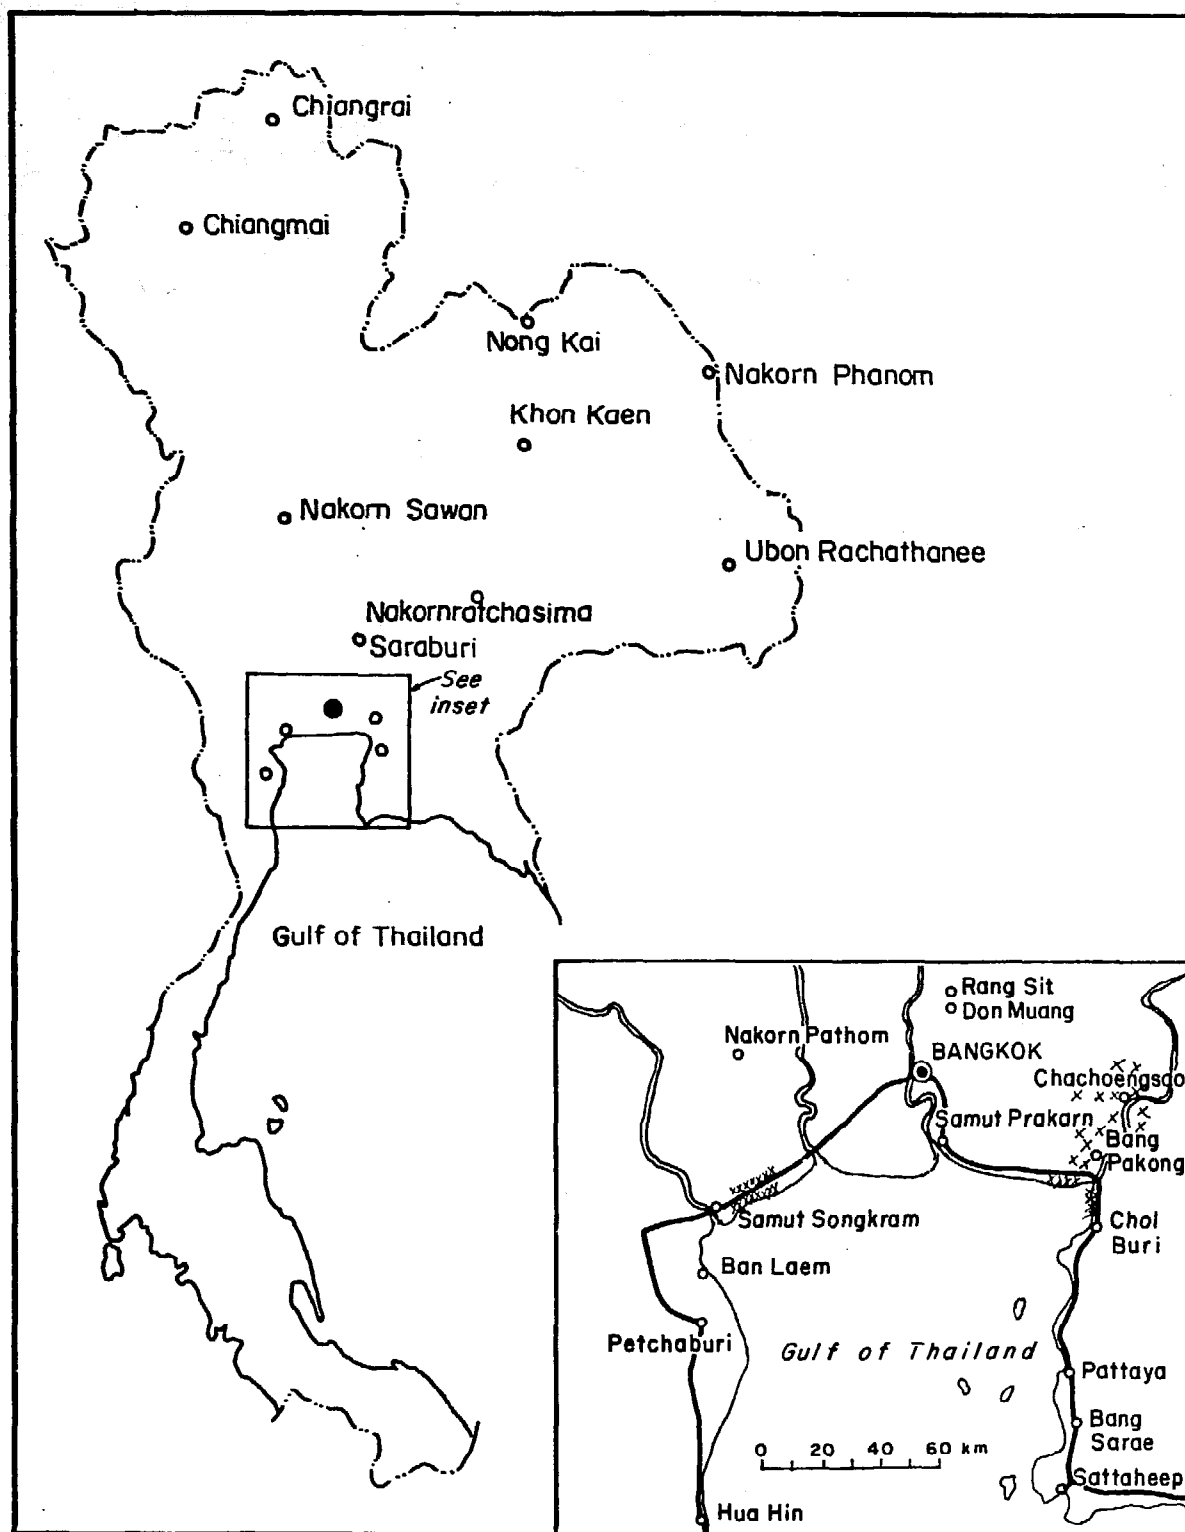 Chiangrai
Chiangmai
Nong Kai
Nakorn Phanom
Khon Kaen
Nakorn Sawan
Ubon Rachathanee
Nakornratchasima
Saraburi
See
inset
Gulf of Thailand
Rang Sit
Don Muang
Nakorn Pathom
BANGKOK
Chachoengsao
Samut Prakarn
Bang
Pakong
Samut Songkram
Chol
Buri
Ban Laem
Petchaburi
Gulf of Thailand
Pattaya
Bang
Sarae
0 20 40 60 km
Sattaheep
Hua Hin